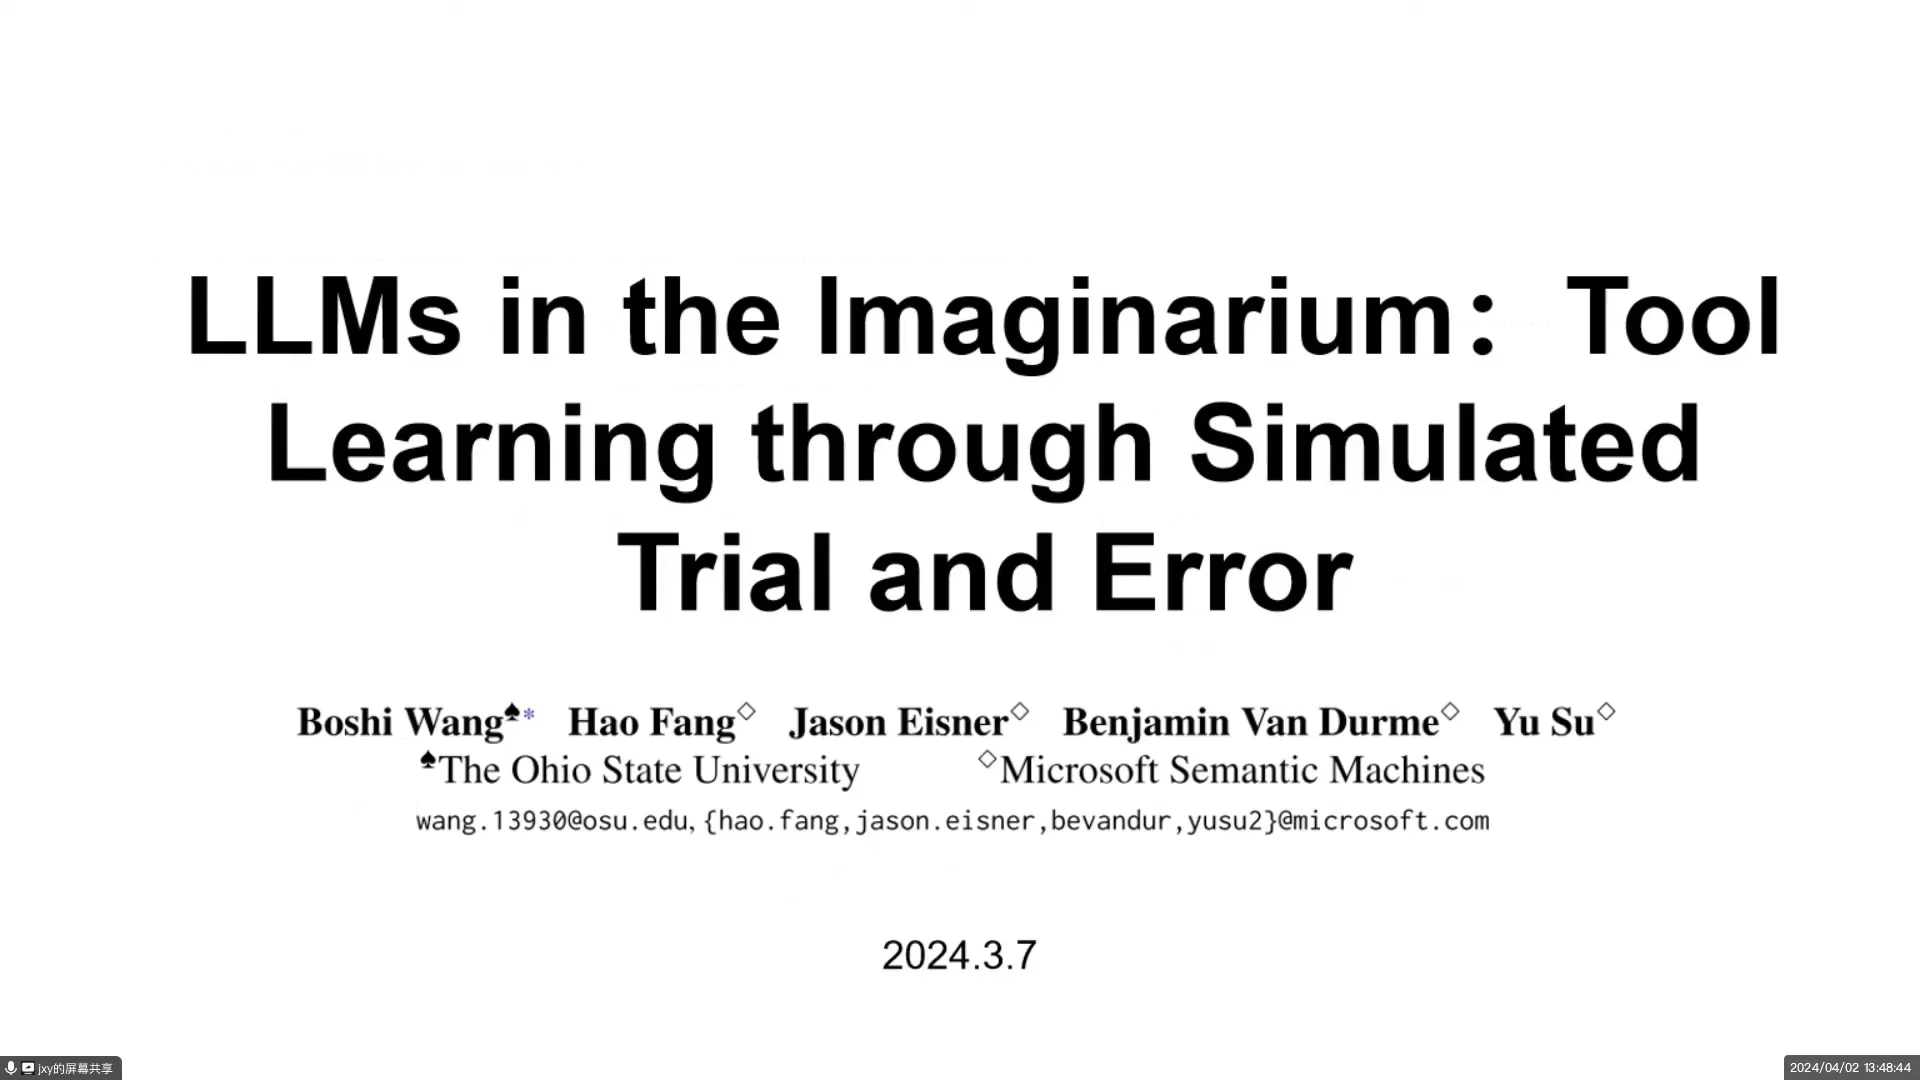 LLMs in the Imaginarium：Tool
Learning through Simulated
Trial and Error
Boshi Wang♠* Hao Fang◇ Jason Eisner◇ Benjamin Van Durme◇ Yu Su◇
♠The Ohio State University ◇Microsoft Semantic Machines
wang.13930@osu.edu, {hao.fang,jason.eisner,bevandur,yusu2}@microsoft.com
2024.3.7
jxy的屏幕共享
2024/04/02 13:48:44